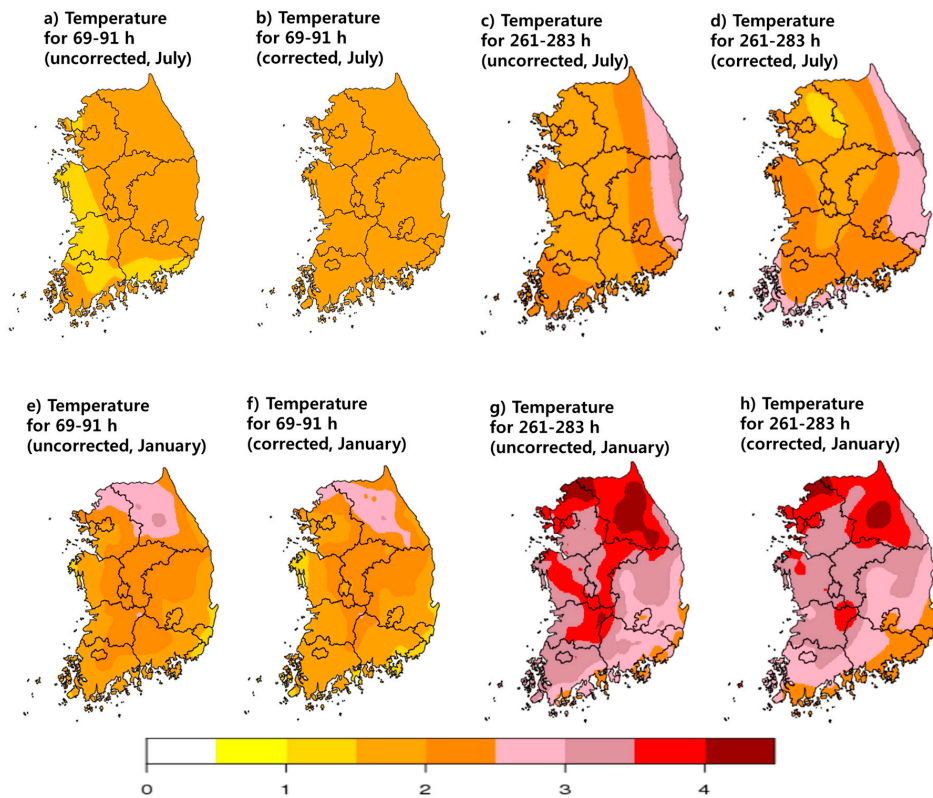 a) Temperature
for 69-91 h
(uncorrected, July)
b) Temperature
for 69-91 h
(corrected, July)
c) Temperature
for 261-283 h
(uncorrected, July)
d) Temperature
for 261-283 h
(corrected, July)
e) Temperature
for 69-91 h
(uncorrected, January)
f) Temperature
for 69-91 h
(corrected, January)
g) Temperature
for 261-283 h
(uncorrected, January)
h) Temperature
for 261-283 h
(corrected, January)
0 1 2 3 4